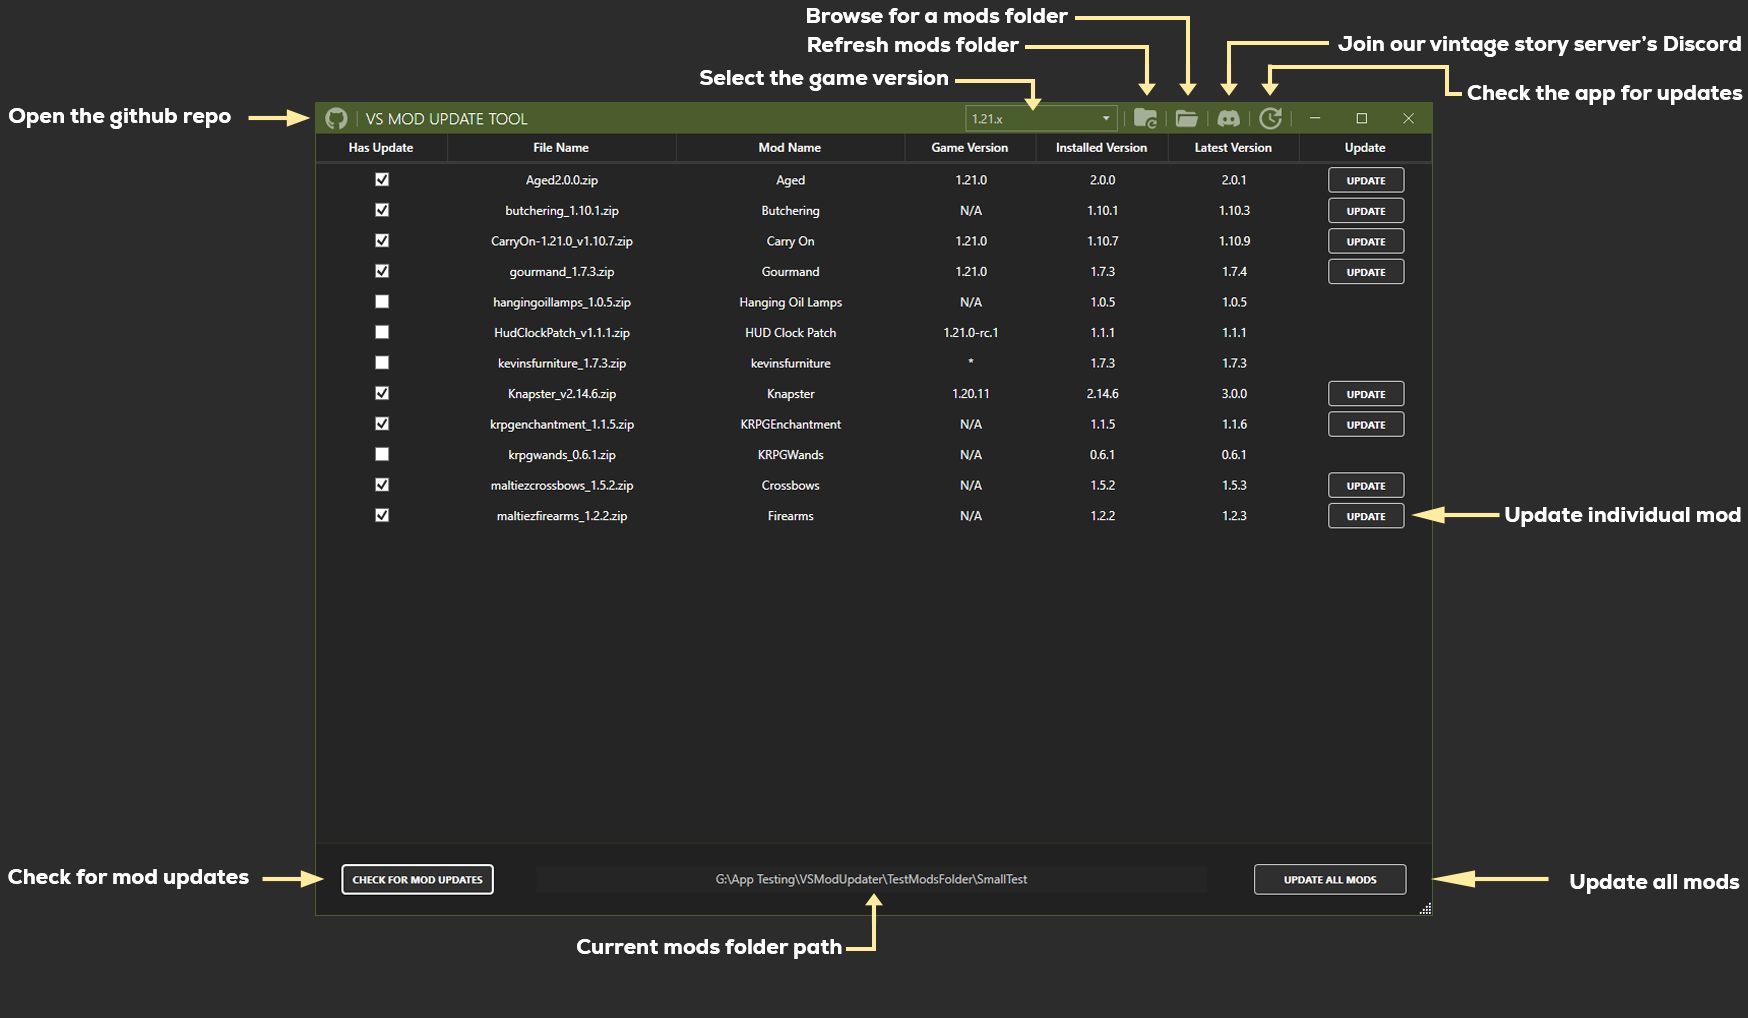 Browse for a mods folder
Refresh mods folder
Join our vintage story server's Discord
Select the game version
Check the app for updates
Open the github repo
VS MOD UPDATE TOOL
1.21.x
Has Update File Name Mod Name Game Version Installed Version Latest Version Update
Aged2.0.0.zip Aged 1.21.0 2.0.0 2.0.1 UPDATE
butchering_1.10.1.zip Butchering N/A 1.10.1 1.10.3 UPDATE
CarryOn-1.21.0_v1.10.7.zip Carry On 1.21.0 1.10.7 1.10.9 UPDATE
gourmand_1.7.3.zip Gourmand 1.21.0 1.7.3 1.7.4 UPDATE
hangingoillamps_1.0.5.zip Hanging Oil Lamps N/A 1.0.5 1.0.5
HudClockPatch_v1.1.1.zip HUD Clock Patch 1.21.0-rc.1 1.1.1 1.1.1
kevinsfurniture_1.7.3.zip kevinsfurniture * 1.7.3 1.7.3
Knapster_v2.14.6.zip Knapster 1.20.11 2.14.6 3.0.0 UPDATE
krpgenchantment_1.1.5.zip KRPGEnchantment N/A 1.1.5 1.1.6 UPDATE
krpgwands_0.6.1.zip KRPGWands N/A 0.6.1 0.6.1
maltiezcrossbows_1.5.2.zip Crossbows N/A 1.5.2 1.5.3 UPDATE
maltiezfirearms_1.2.2.zip Firearms N/A 1.2.2 1.2.3 UPDATE
Update individual mod
Check for mod updates
CHECK FOR MOD UPDATES
G:\App Testing\VSModUpdater\TestModsFolder\SmallTest
UPDATE ALL MODS
Update all mods
Current mods folder path